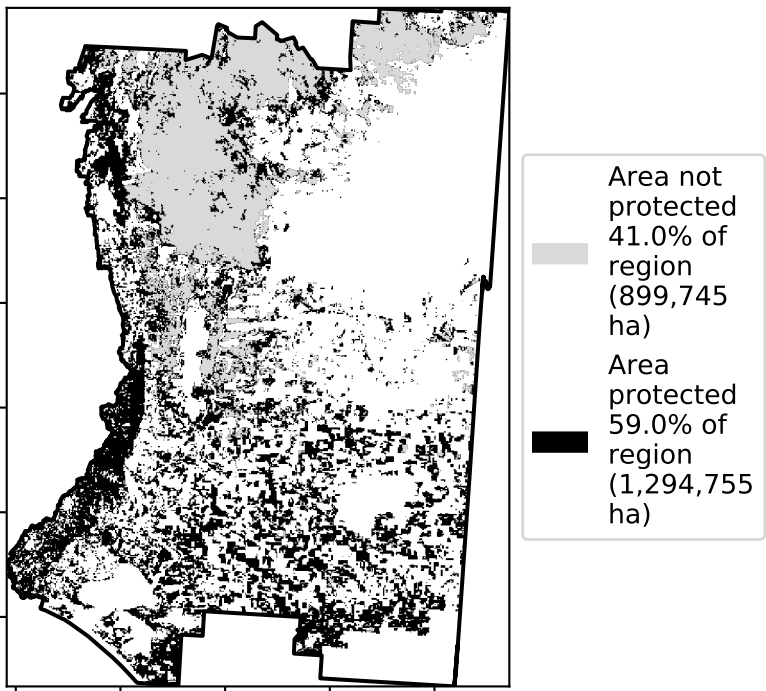 Area not
protected
41.0% of
region
(899,745
ha)
Area
protected
59.0% of
region
(1,294,755
ha)